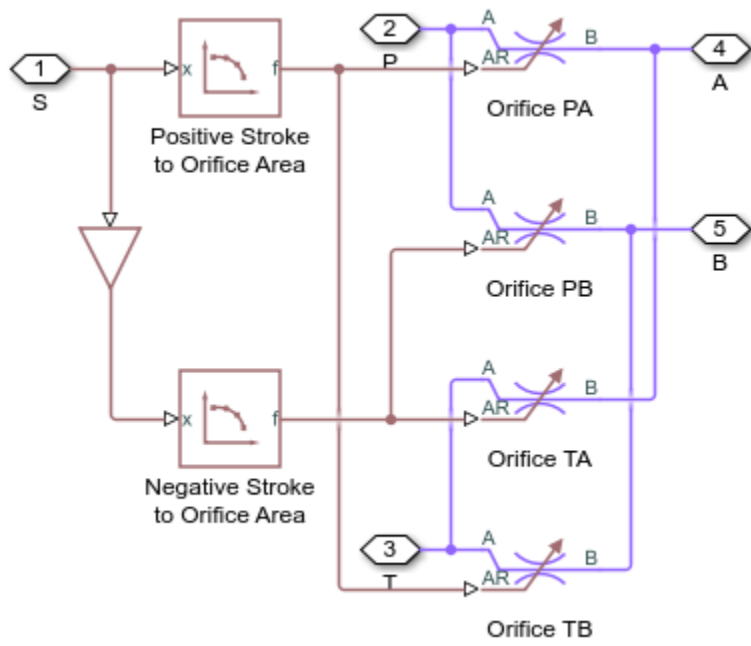 2
P
A
AR
B
Orifice PA
4
A
1
S
x
f
Positive Stroke
to Orifice Area
A
AR
B
Orifice PB
5
B
x
f
Negative Stroke
to Orifice Area
A
AR
B
Orifice TA
3
T
A
AR
B
Orifice TB